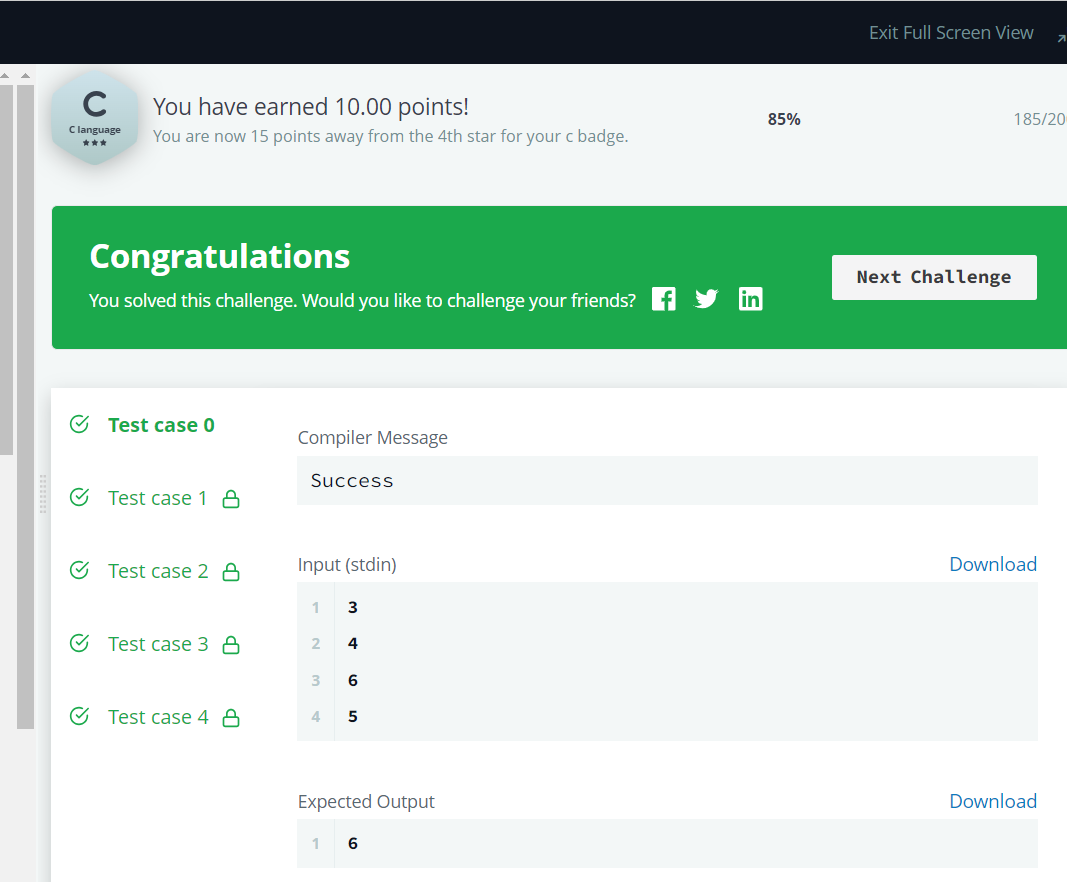 Exit Full Screen View
C
C language
You have earned 10.00 points!
You are now 15 points away from the 4th star for your c badge.
85%
185/20
Congratulations
You solved this challenge. Would you like to challenge your friends?
Next Challenge
Test case 0
Test case 1
Test case 2
Test case 3
Test case 4
Compiler Message
Success
Input (stdin)
Download
1 3
2 4
3 6
4 5
Expected Output
Download
1 6